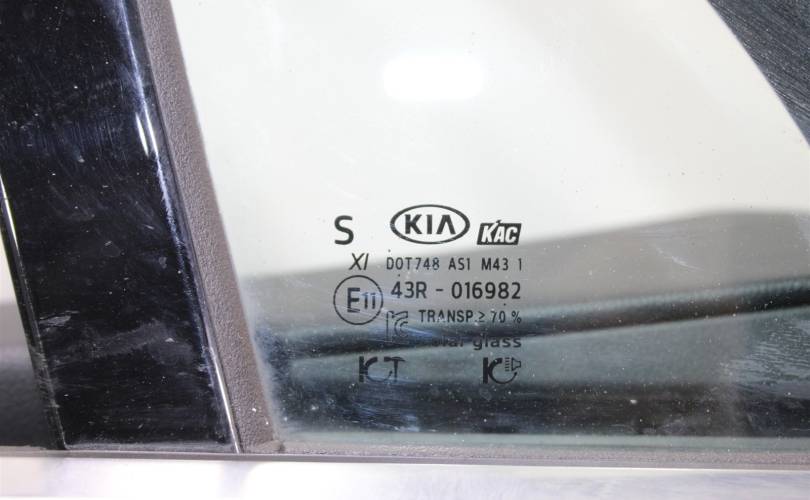 S KIA KAC
XI DOT748 AS1 M43 1
E11 43R - 016982
TRANSP. ≥ 70 %
glass